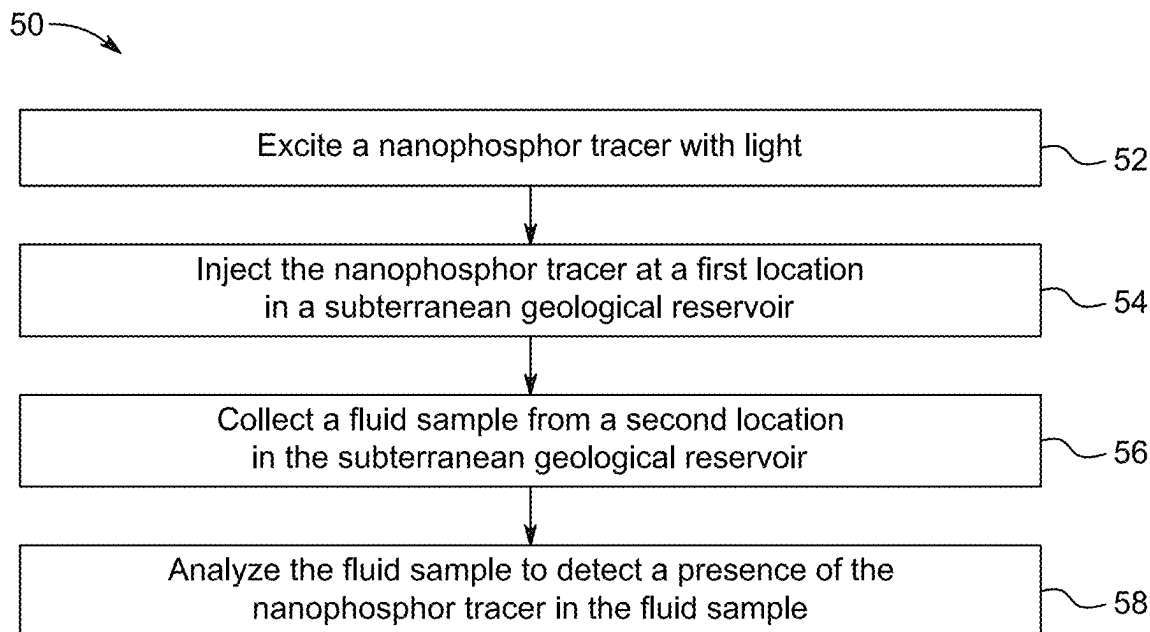 50
Excite a nanophosphor tracer with light
52
Inject the nanophosphor tracer at a first location
in a subterranean geological reservoir
54
Collect a fluid sample from a second location
in the subterranean geological reservoir
56
Analyze the fluid sample to detect a presence of the
nanophosphor tracer in the fluid sample
58